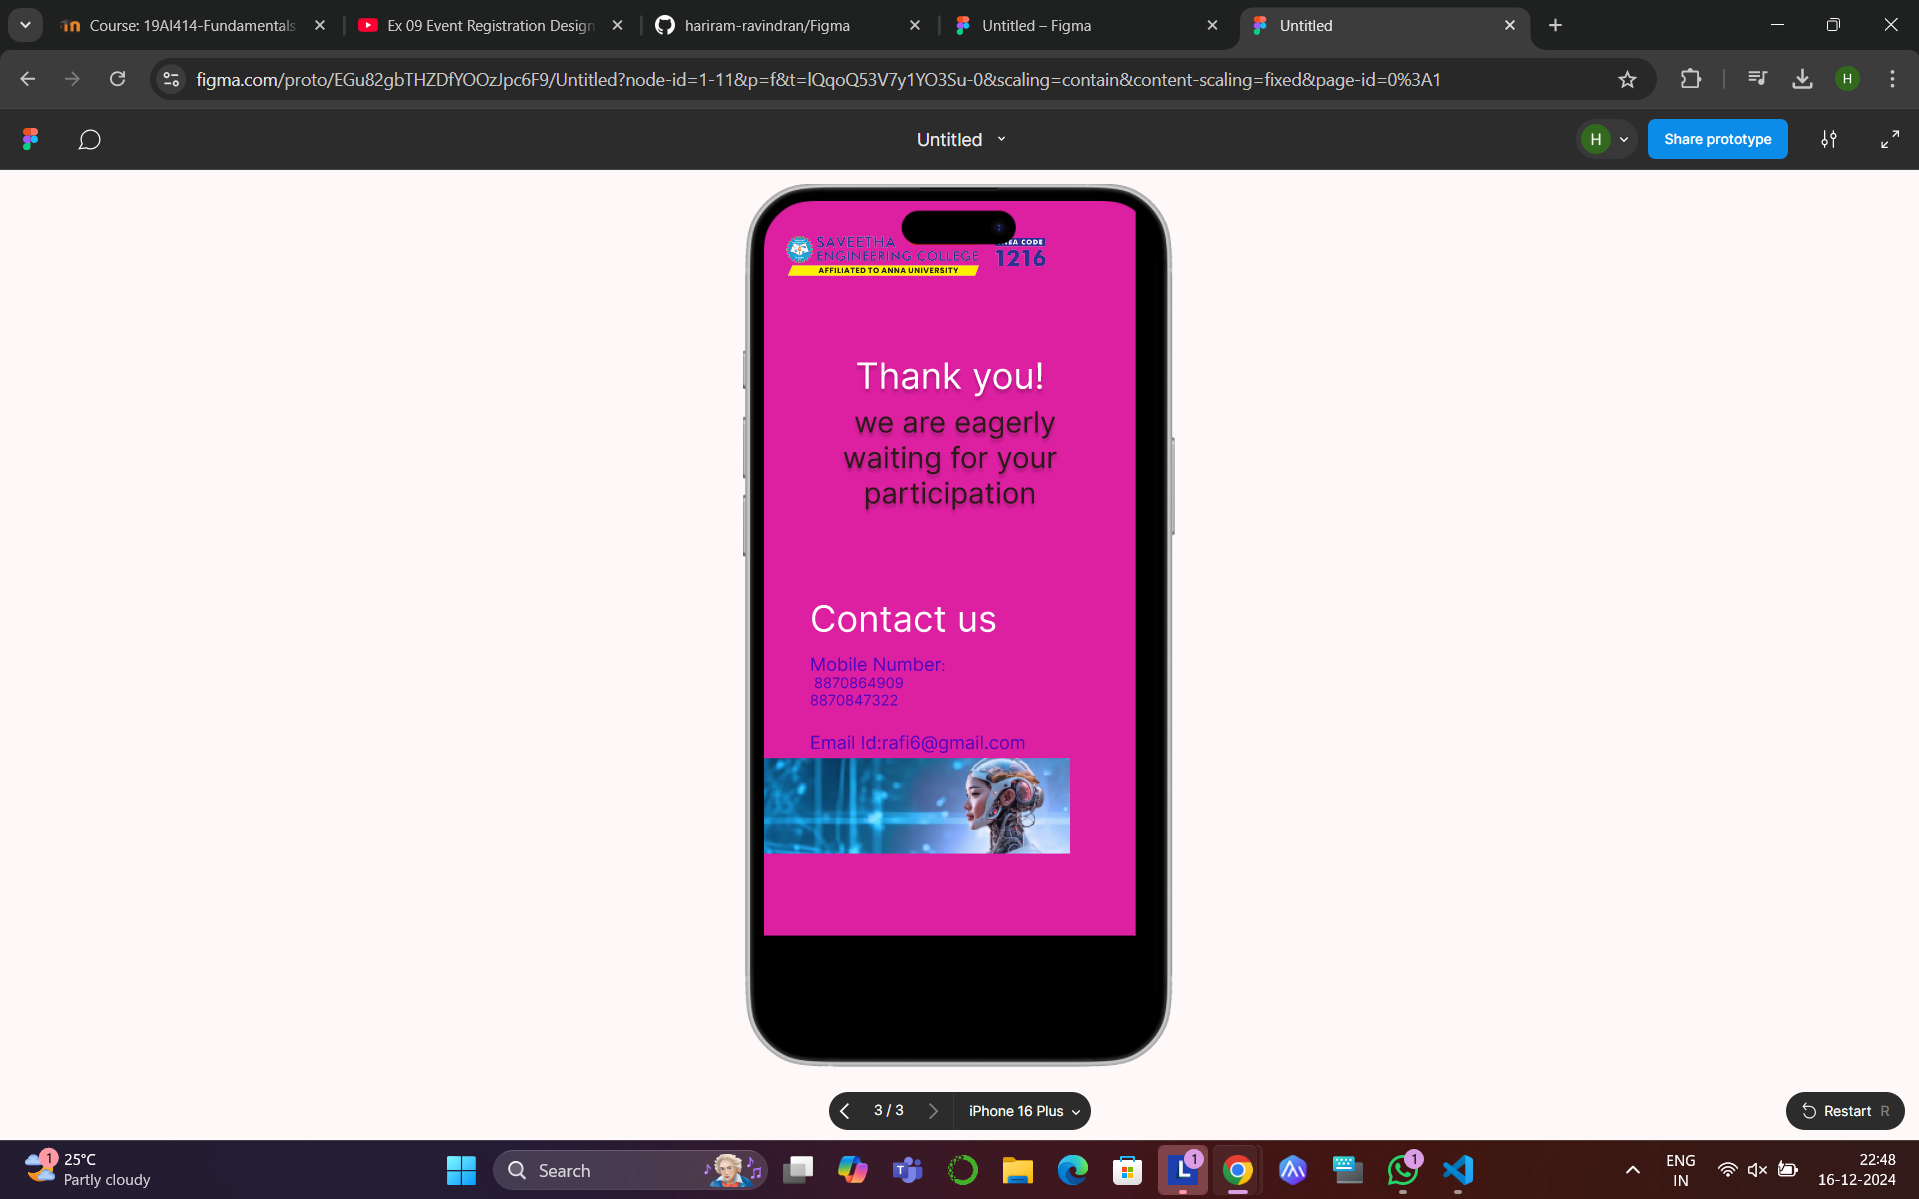 Course: 19AI414-Fundamentals
Ex 09 Event Registration Design
hariram-ravindran/Figma
Untitled – Figma
Untitled
figma.com/proto/EGu82gbTHZDfYOOzJpc6F9/Untitled?node-id=1-11&p=f&t=lQqoQ53V7y1YO3Su-0&scaling=contain&content-scaling=fixed&page-id=0%3A1
H
Untitled
H
Share prototype
SAVEETHA
ENGINEERING COLLEGE
AFFILIATED TO ANNA UNIVERSITY
CODE
1216
Thank you!
we are eagerly
waiting for your
participation
Contact us
Mobile Number:
8870864909
8870847322
Email Id:rafi6@gmail.com
3 / 3
iPhone 16 Plus
Restart R
1
25°C
Partly cloudy
Search
L
1
1
ENG
IN
22:48
16-12-2024